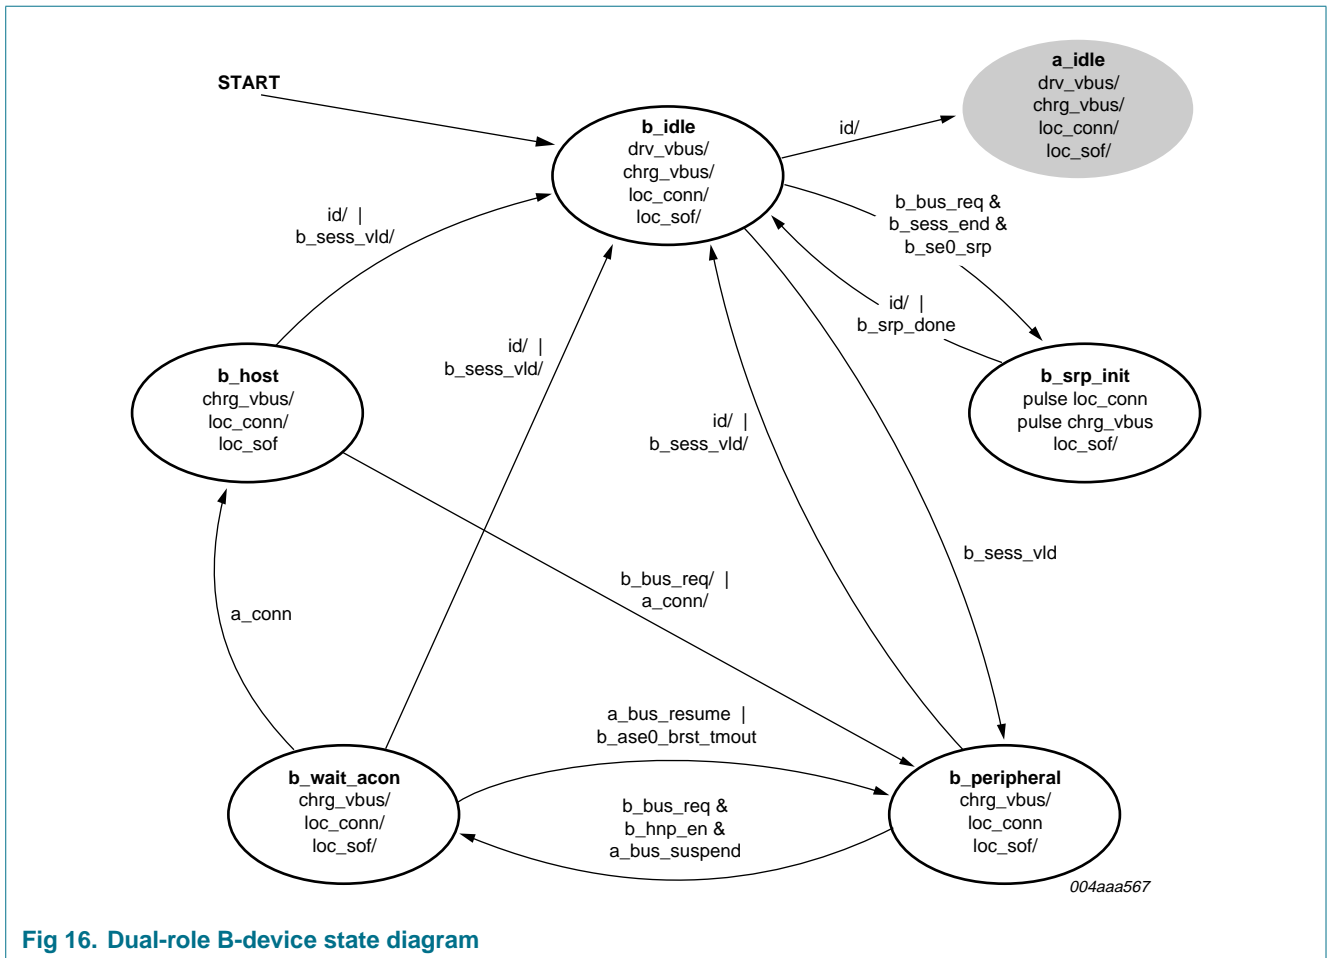 START
a_idle
drv_vbus/
chrg_vbus/
loc_conn/
loc_sof/
b_idle
drv_vbus/
chrg_vbus/
loc_conn/
loc_sof/
id/
b_bus_req &
b_sess_end &
b_se0_srp
id/ |
b_sess_vld/
id/ |
b_srp_done
id/ |
b_sess_vld/
b_host
chrg_vbus/
loc_conn/
loc_sof
b_srp_init
pulse loc_conn
pulse chrg_vbus
loc_sof/
id/ |
b_sess_vld/
b_sess_vld
b_bus_req/ |
a_conn/
a_conn
a_bus_resume |
b_ase0_brst_tmout
b_wait_acon
chrg_vbus/
loc_conn/
loc_sof/
b_bus_req &
b_hnp_en &
a_bus_suspend
b_peripheral
chrg_vbus/
loc_conn
loc_sof/
004aaa567
Fig 16. Dual-role B-device state diagram